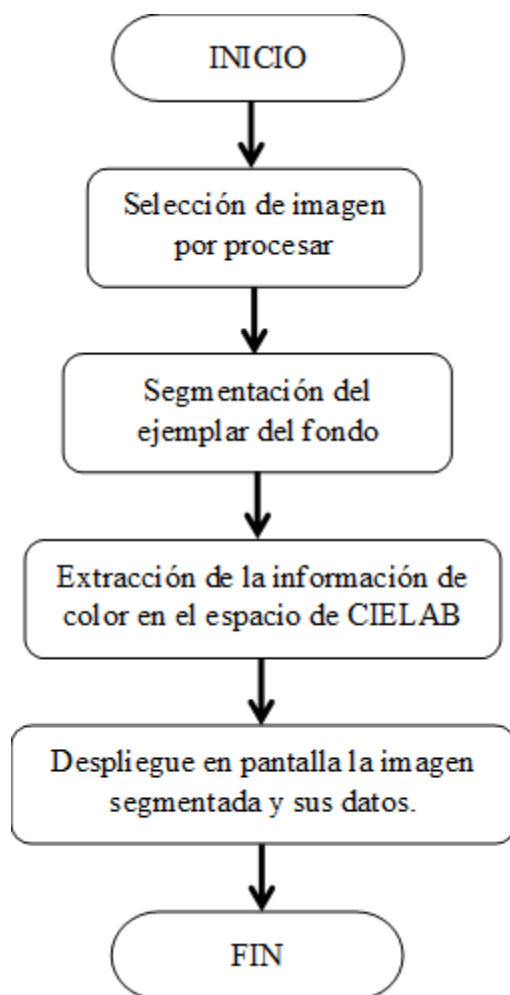 INICIO
Selección de imagen
por procesar
Segmentación del
ejemplar del fondo
Extracción de la información de
color en el espacio de CIELAB
Despliegue en pantalla la imagen
segmentada y sus datos.
FIN